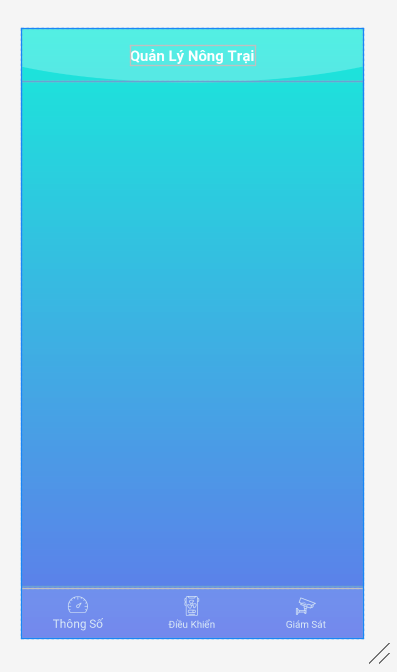 Quản Lý Nông Trại
Thông Số
Điều Khiển
Giám Sát